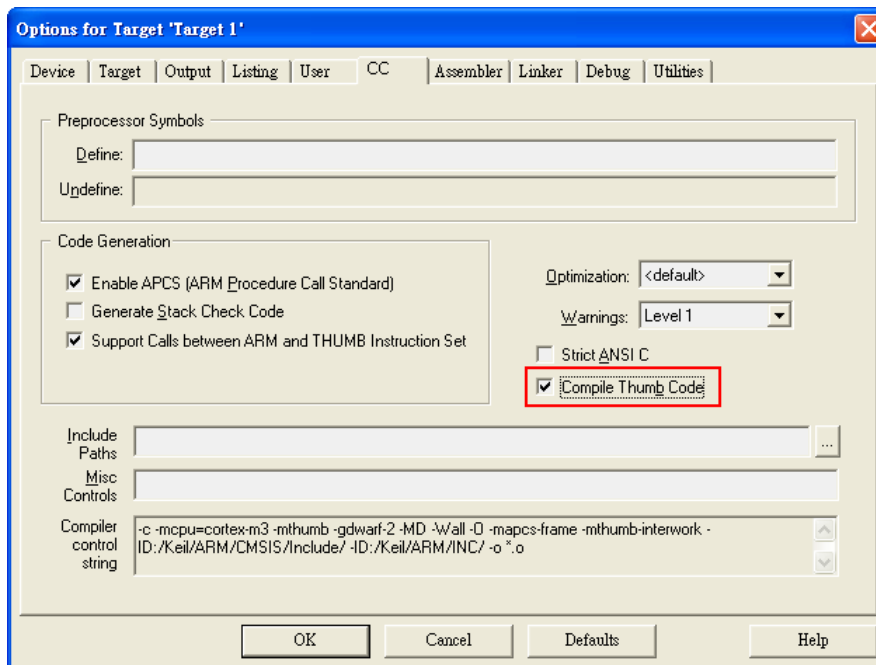 Options for Target 'Target 1'
Device Target Output Listing User CC Assembler Linker Debug Utilities
Preprocessor Symbols
Define:
Undefine:
Code Generation
Enable APCS (ARM Procedure Call Standard)
Generate Stack Check Code
Support Calls between ARM and THUMB Instruction Set
Optimization: <default>
Warnings: Level 1
Strict ANSI C
Compile Thumb Code
Include Paths
...
Misc Controls
Compiler control string
-c -mcpu=cortex-m3 -mthumb -gdwarf-2 -MD -Wall -O -mapcs-frame -mthumb-interwork -
ID:/Keil/ARM/CMSIS/Include/ -ID:/Keil/ARM/INC/ -o *.o
OK Cancel Defaults Help